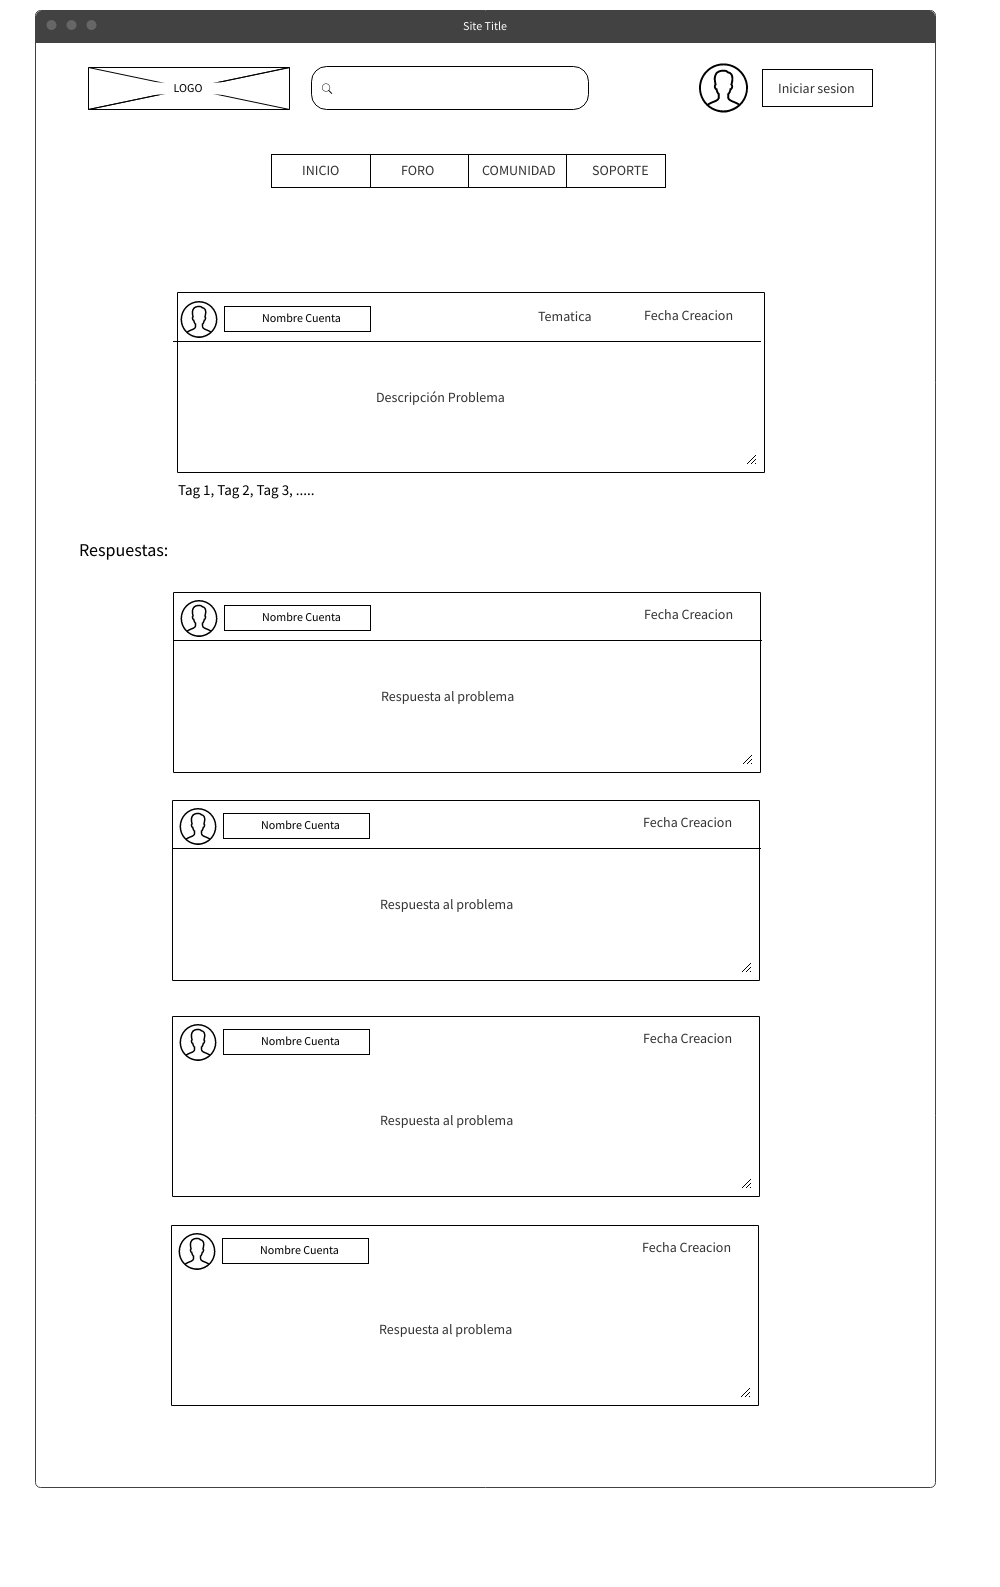 Site Title
LOGO
Iniciar sesion
INICIO FORO COMUNIDAD SOPORTE
Nombre Cuenta Tematica Fecha Creacion
Descripción Problema
Tag 1, Tag 2, Tag 3, .....
Respuestas:
Nombre Cuenta Fecha Creacion
Respuesta al problema
Nombre Cuenta Fecha Creacion
Respuesta al problema
Nombre Cuenta Fecha Creacion
Respuesta al problema
Nombre Cuenta Fecha Creacion
Respuesta al problema